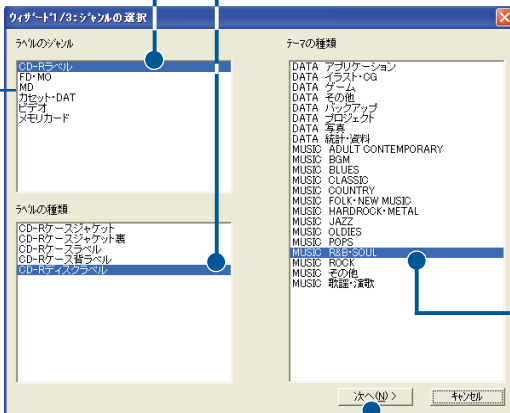 ウィザード1/3:ジャンルの選択
ラベルのジャンル
CD-Rラベル
FD・MO
MD
カセット・DAT
ビデオ
メモリカード
ラベルの種類
CD-Rケースジャケット
CD-Rケースジャケット裏
CD-Rケースラベル
CD-Rケース背ラベル
CD-Rディスクラベル
テーマの種類
DATA アプリケーション
DATA イラスト・CG
DATA ゲーム
DATA その他
DATA バックアップ
DATA プロジェクト
DATA 写真
DATA 統計・資料
MUSIC ADULT CONTEMPORARY
MUSIC BGM
MUSIC BLUES
MUSIC CLASSIC
MUSIC COUNTRY
MUSIC FOLK・NEW MUSIC
MUSIC HARDROCK・METAL
MUSIC JAZZ
MUSIC OLDIES
MUSIC POPS
MUSIC R&B・SOUL
MUSIC ROCK
MUSIC その他
MUSIC 歌謡・演歌
次へ(N) >
キャンセル